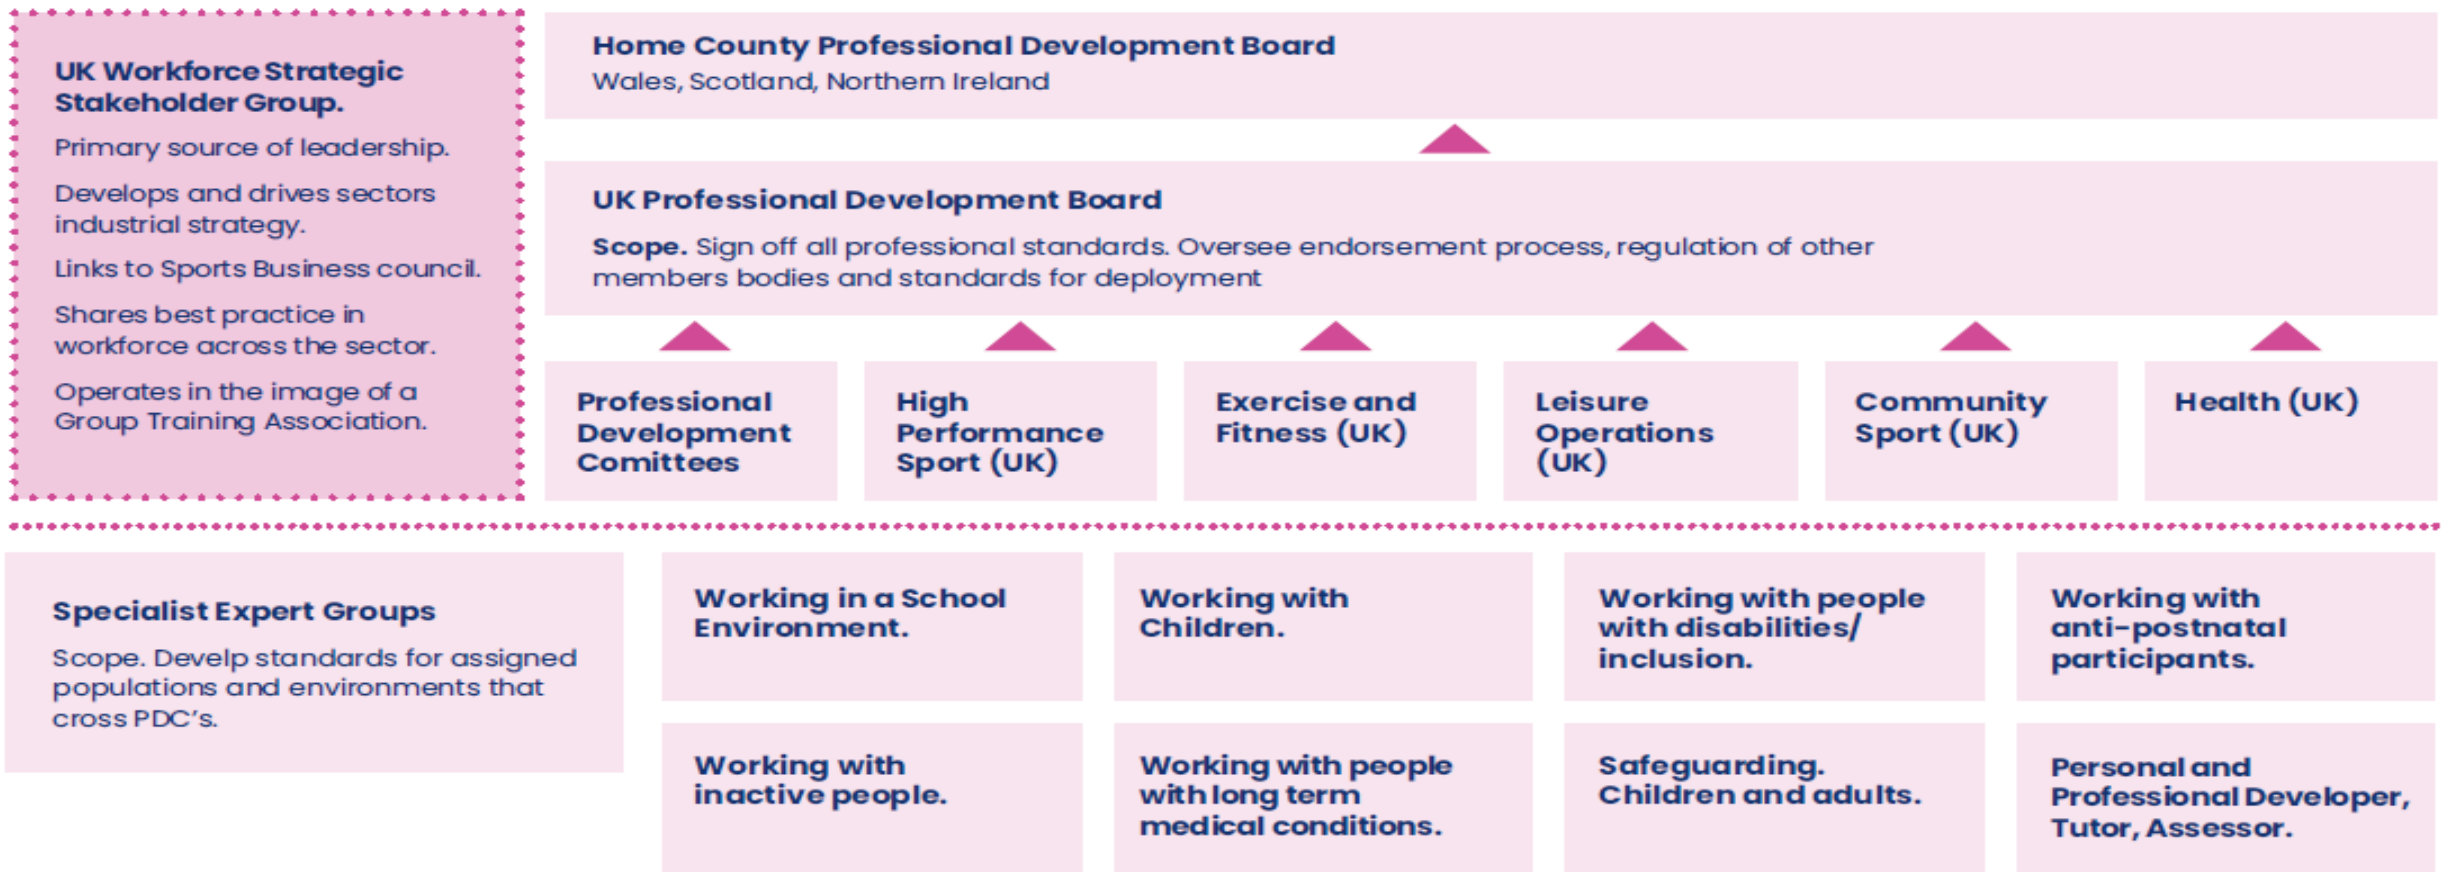 UK Workforce Strategic
Stakeholder Group.
Primary source of leadership.
Develops and drives sectors
industrial strategy.
Links to Sports Business council.
Shares best practice in
workforce across the sector.
Operates in the image of a
Group Training Association.
Home County Professional Development Board
Wales, Scotland, Northern Ireland
UK Professional Development Board
Scope. Sign off all professional standards. Oversee endorsement process, regulation of other
members bodies and standards for deployment
Professional
Development
Comittees
High
Performance
Sport (UK)
Exercise and
Fitness (UK)
Leisure
Operations
(UK)
Community
Sport (UK)
Health (UK)
Specialist Expert Groups
Scope. Develp standards for assigned
populations and environments that
cross PDC's.
Working in a School
Environment.
Working with
Children.
Working with people
with disabilities/
inclusion.
Working with
anti-postnatal
participants.
Working with
inactive people.
Working with people
with long term
medical conditions.
Safeguarding.
Children and adults.
Personal and
Professional Developer,
Tutor, Assessor.